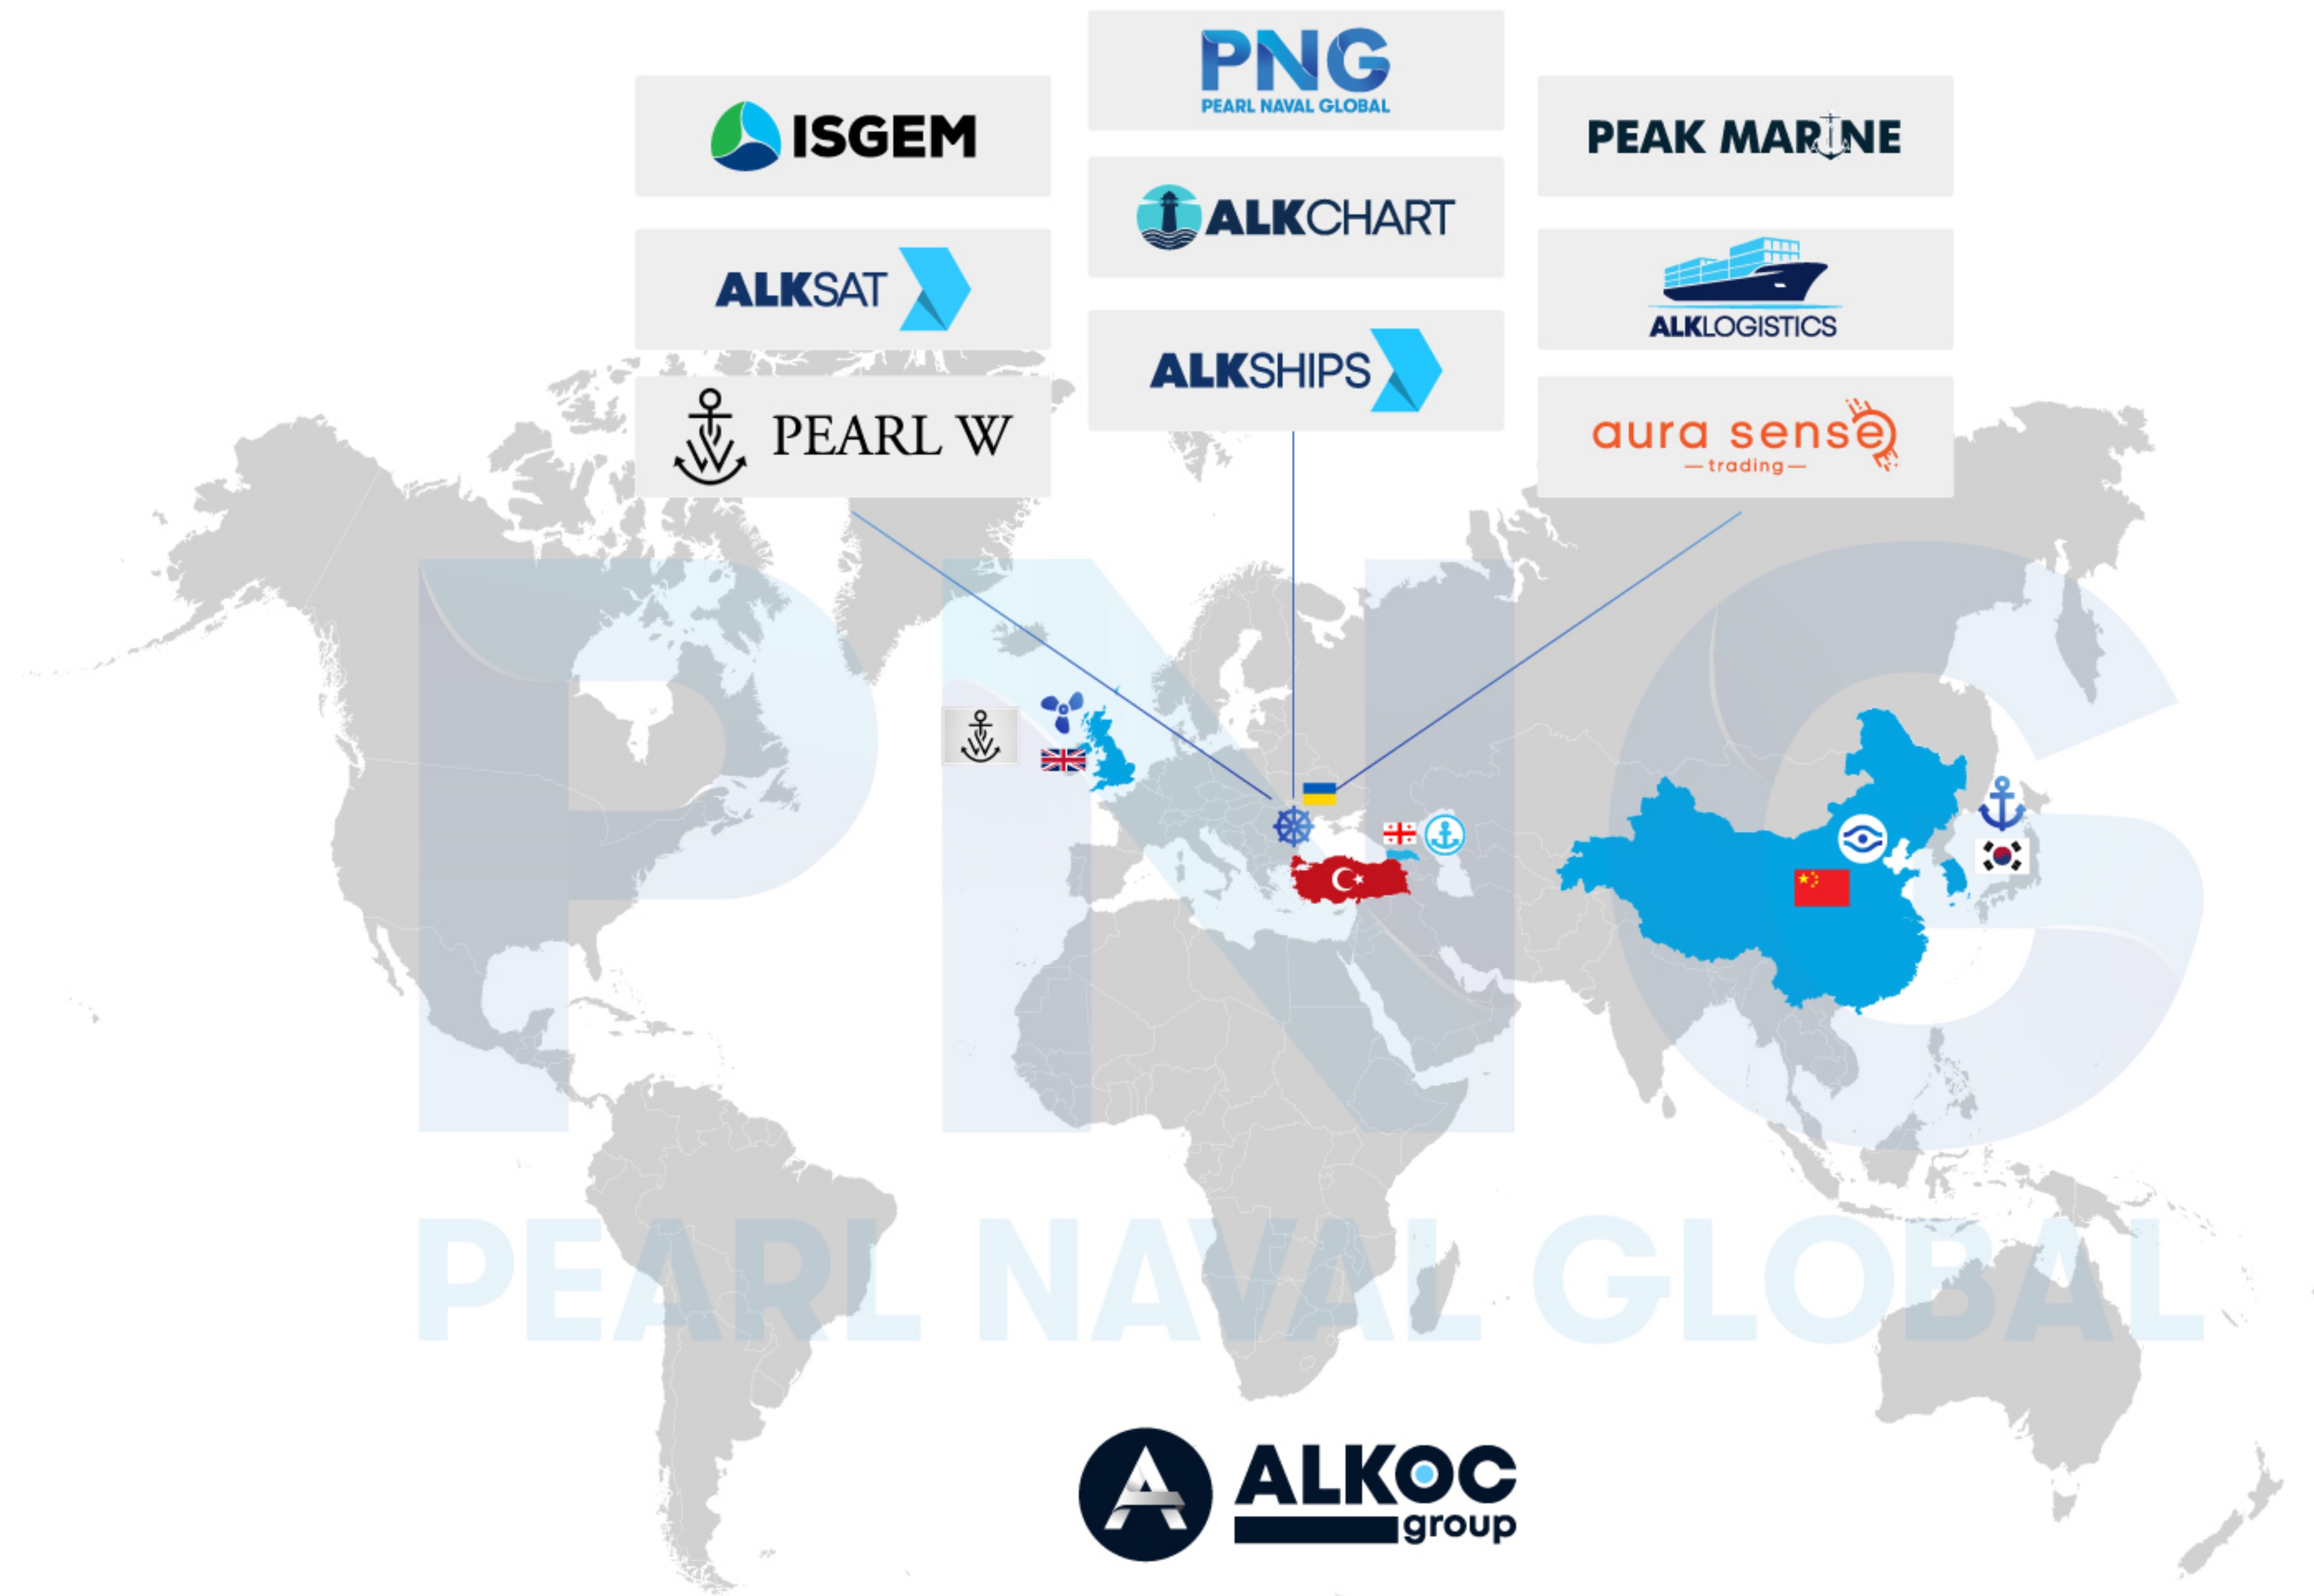 PNG
PEARL NAVAL GLOBAL
ISGEM
PEAK MARINE
ALKCHART
ALKSAT
ALKLOGISTICS
ALKSHIPS
PEARL W
aura sense
trading
W
PNG
PEARL NAVAL GLOBAL
A
ALKOC
group